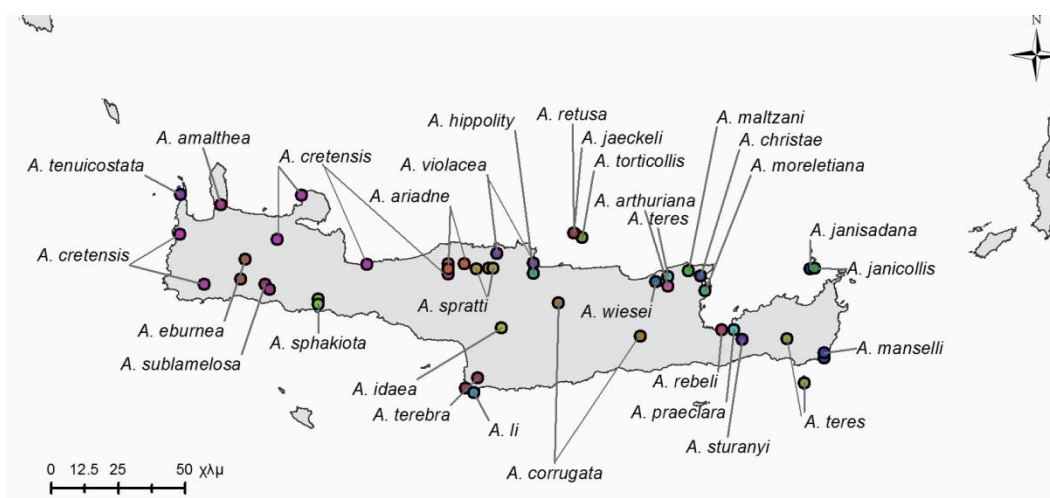 N
A. retusa
A. hippolity
A. jaeckeli
A. maltzani
A. amalthea
A. torticollis
A. christae
A. tenuicostata
A. cretensis
A. violacea
A. moreletiana
A. ariadne
A. arthuriana
A. teres
A. cretensis
A. janisadana
A. janicollis
A. spratti
A. wiesei
A. eburnea
A. sphakiota
A. sublamelosa
A. manselli
A. idaea
A. rebeli
A. terebra
A. praeclara
A. li
A. teres
A. sturanyi
A. corrugata
0 12.5 25 50 χλμ